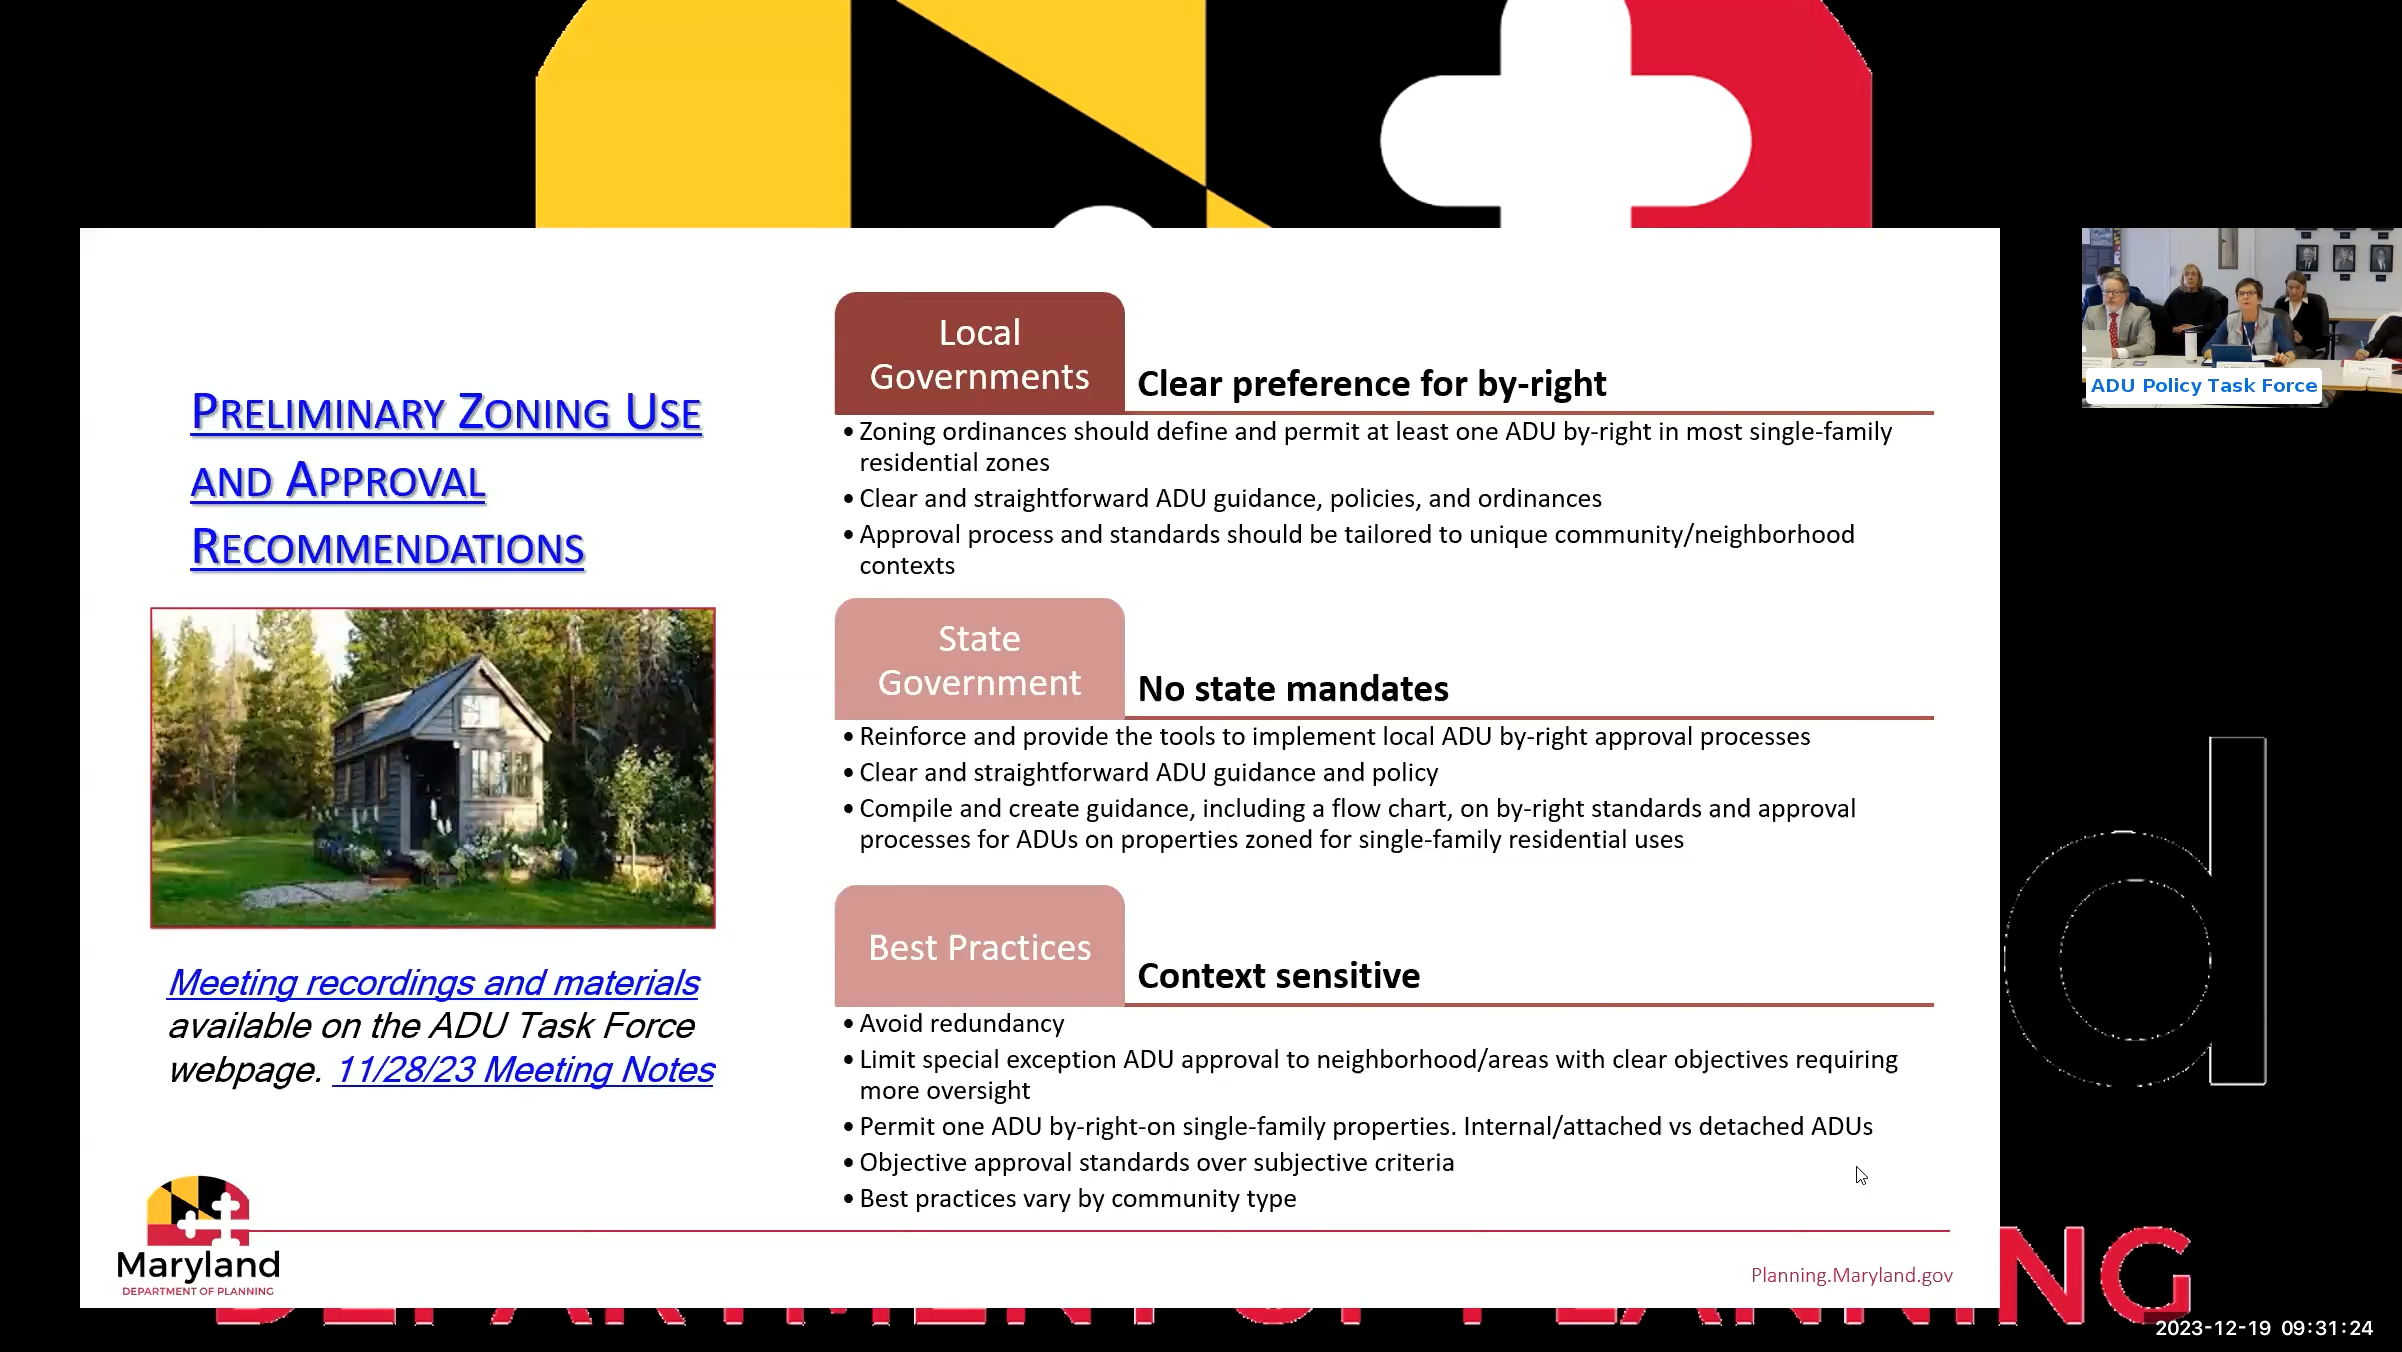 PRELIMINARY ZONING USE
AND APPROVAL
RECOMMENDATIONS
Meeting recordings and materials
available on the ADU Task Force
webpage. 11/28/23 Meeting Notes
Local
Governments
Clear preference for by-right
• Zoning ordinances should define and permit at least one ADU by-right in most single-family
residential zones
• Clear and straightforward ADU guidance, policies, and ordinances
• Approval process and standards should be tailored to unique community/neighborhood
contexts
State
Government
No state mandates
• Reinforce and provide the tools to implement local ADU by-right approval processes
• Clear and straightforward ADU guidance and policy
• Compile and create guidance, including a flow chart, on by-right standards and approval
processes for ADUs on properties zoned for single-family residential uses
Best Practices
Context sensitive
• Avoid redundancy
• Limit special exception ADU approval to neighborhood/areas with clear objectives requiring
more oversight
• Permit one ADU by-right-on single-family properties. Internal/attached vs detached ADUs
• Objective approval standards over subjective criteria
• Best practices vary by community type
Maryland
DEPARTMENT OF PLANNING
Planning.Maryland.gov
ADU Policy Task Force
d
DEPARTMENT OF PLANNING
2023-12-19 09:31:24